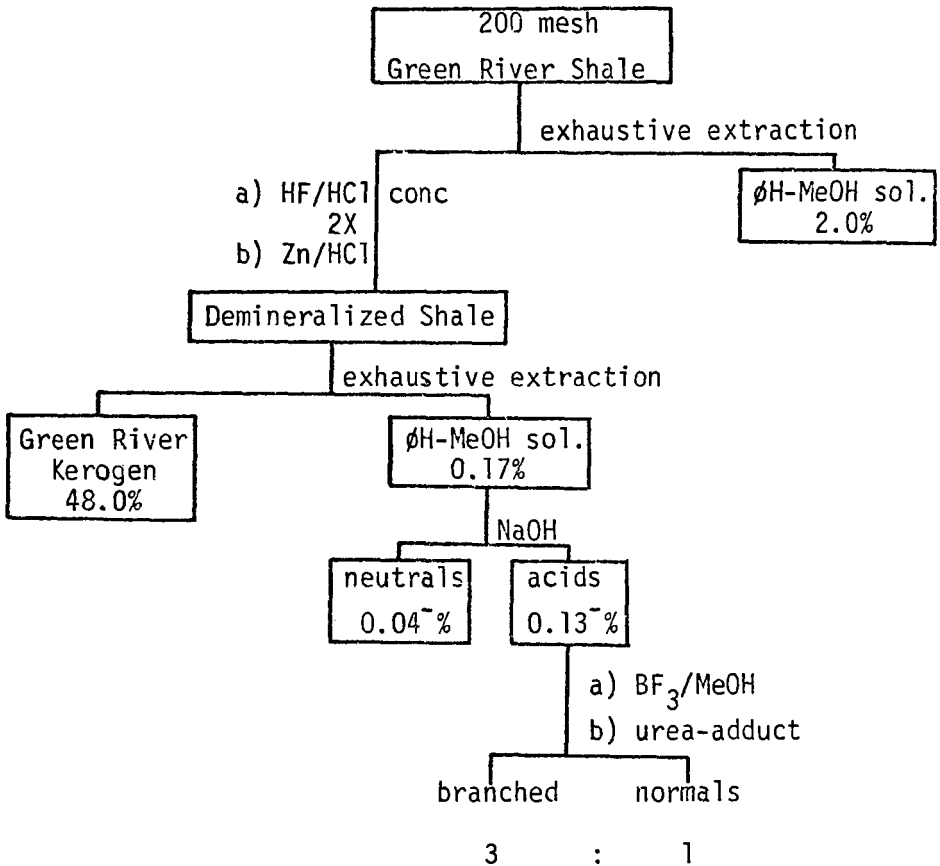 200 mesh
Green River Shale
exhaustive extraction
a) HF/HCl conc
2X
b) Zn/HCl
øH-MeOH sol.
2.0%
Demineralized Shale
exhaustive extraction
Green River
Kerogen
48.0%
øH-MeOH sol.
0.17%
NaOH
neutrals
0.04⁻%
acids
0.13⁻%
a) BF₃/MeOH
b) urea-adduct
branched normals
3 : 1